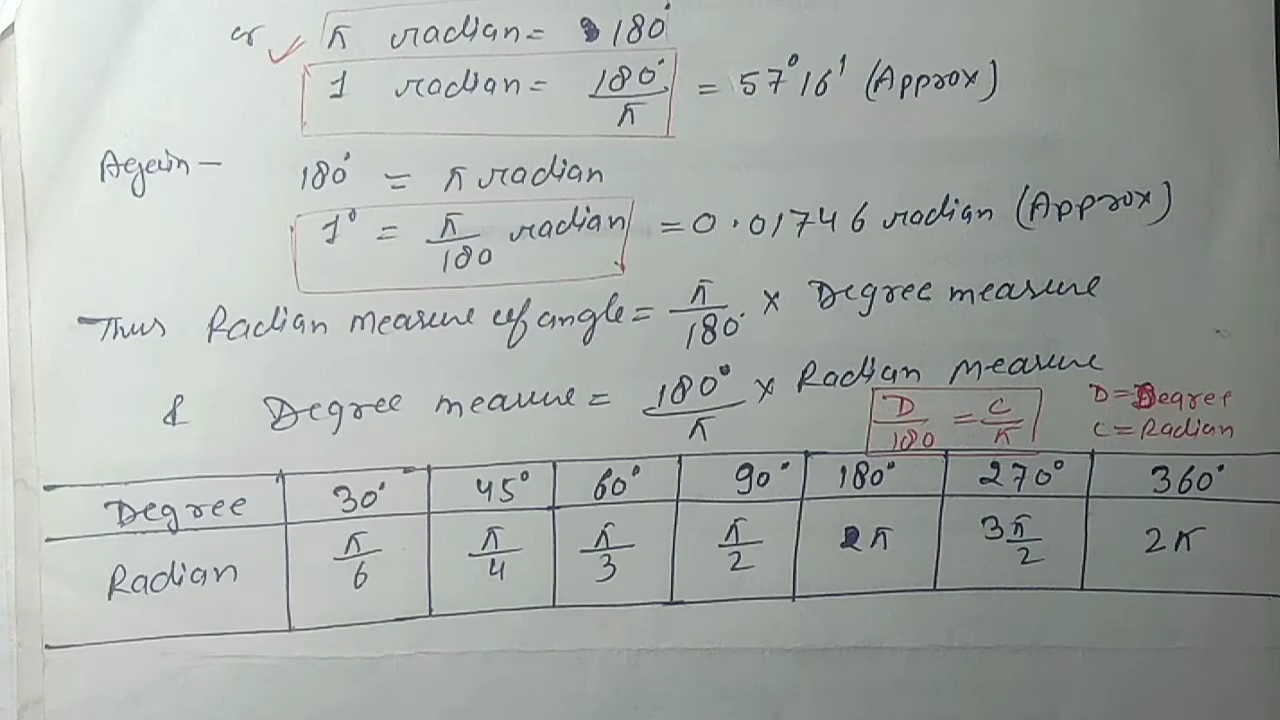 or π radian = 180°
1 radian = 180°/π = 57°16' (Approx)
Again - 180° = π radian
1° = π/180 radian = 0.01746 radian (Approx)
Thus Radian measure of angle = π/180° × Degree measure
& Degree measure = 180°/π × Radian measure
D/180 = C/π
D = Degree
C = Radian
Degree 30° 45° 60° 90° 180° 270° 360°
Radian π/6 π/4 π/3 π/2 π 3π/2 2π